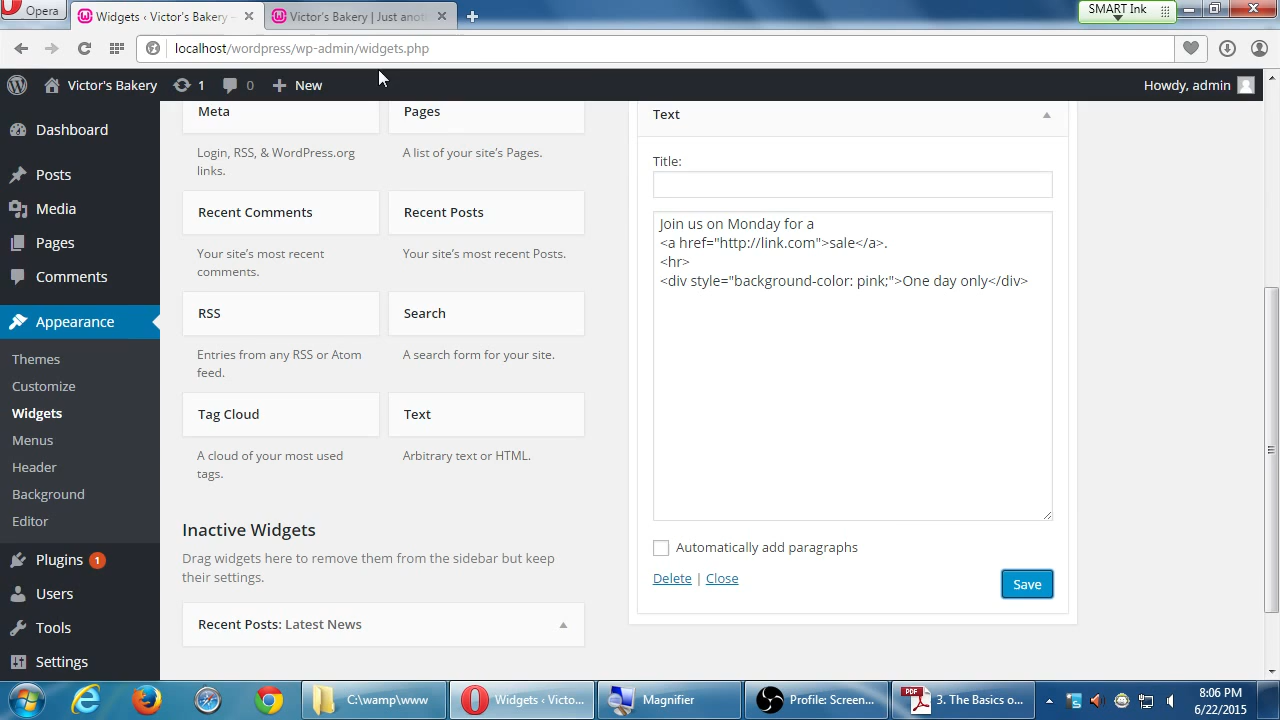 Opera
Widgets ‹ Victor's Bakery –
Victor's Bakery | Just anot
SMART Ink
localhost/wordpress/wp-admin/widgets.php
Victor's Bakery
1
0
New
Howdy, admin
Dashboard
Posts
Media
Pages
Comments
Appearance
Themes
Customize
Widgets
Menus
Header
Background
Editor
Plugins 1
Users
Tools
Settings
Meta
Login, RSS, & WordPress.org
links.
Pages
A list of your site's Pages.
Recent Comments
Your site's most recent
comments.
Recent Posts
Your site's most recent Posts.
RSS
Entries from any RSS or Atom
feed.
Search
A search form for your site.
Tag Cloud
A cloud of your most used
tags.
Text
Arbitrary text or HTML.
Inactive Widgets
Drag widgets here to remove them from the sidebar but keep
their settings.
Recent Posts: Latest News
Text
Title:
Join us on Monday for a
<a href="http://link.com">sale</a>.
<hr>
<div style="background-color: pink;">One day only</div>
Automatically add paragraphs
Delete | Close
Save
C:\wamp\www
Widgets ‹ Victo...
Magnifier
Profile: Screen...
PDF
3. The Basics o...
8:06 PM
6/22/2015